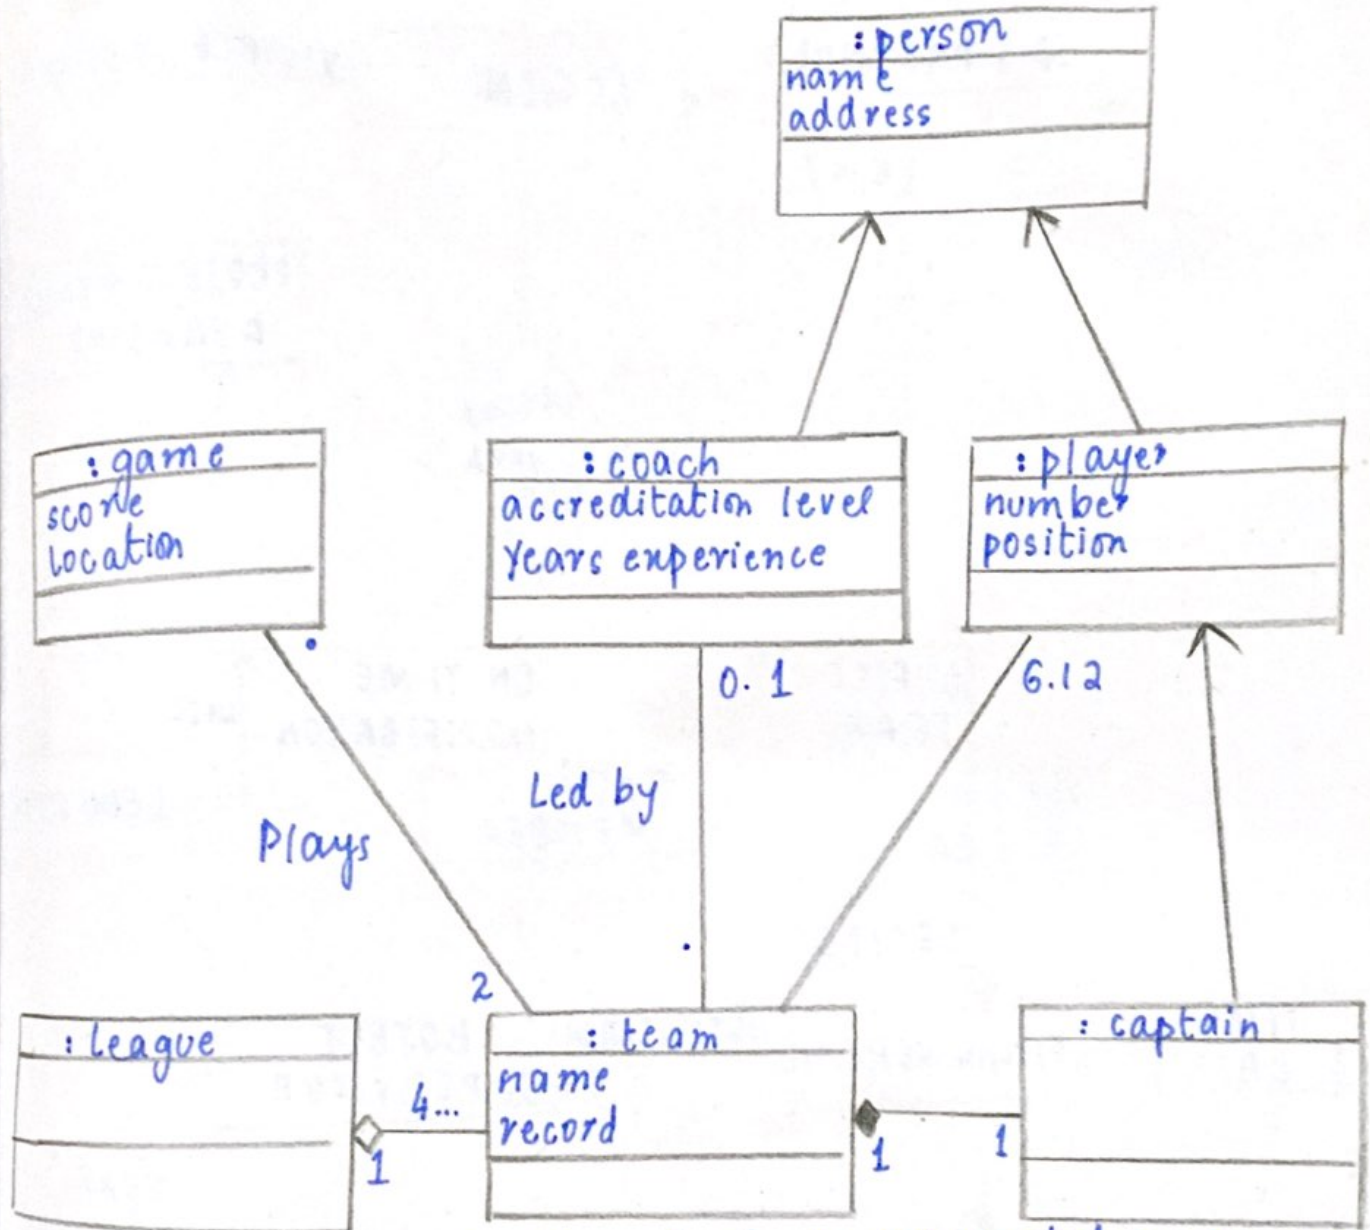 : person
name
address
: game
score
location
: coach
accreditation level
Years experience
: player
number
position
.
0. 1
6.12
Led by
Plays
.
2
: league
4...
1
: team
name
record
1
1
: captain